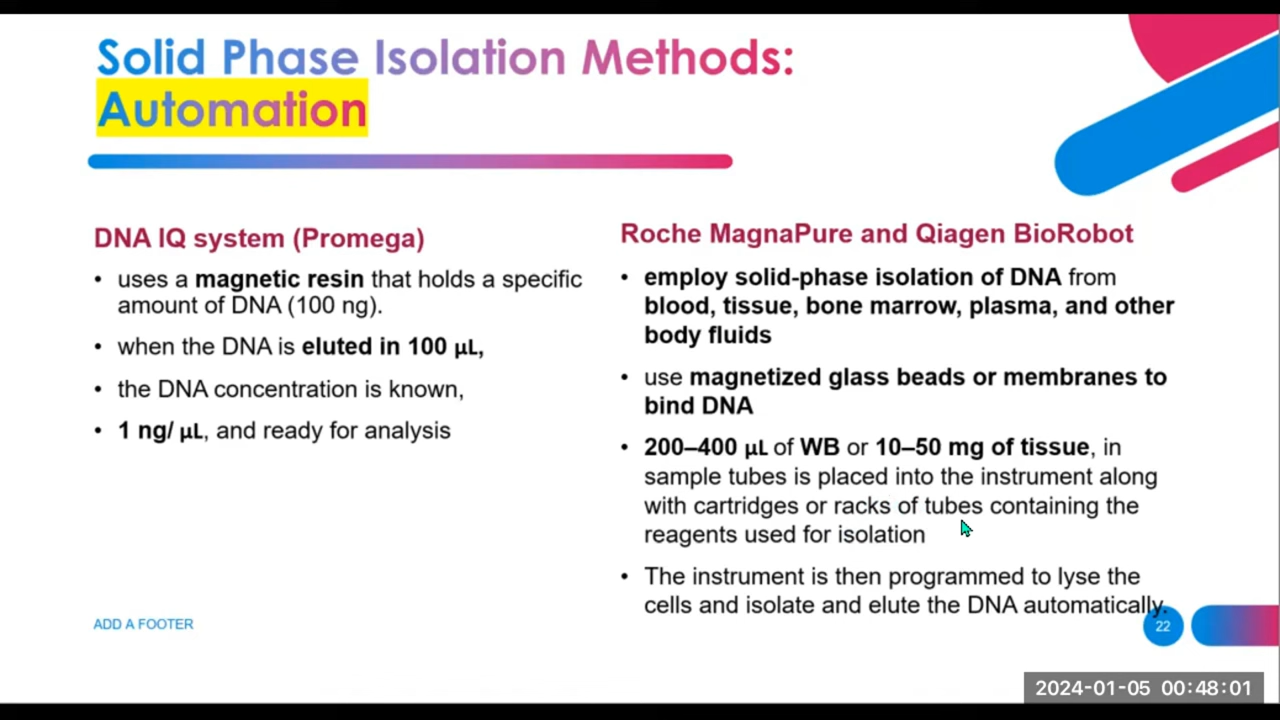 Solid Phase Isolation Methods:
Automation
DNA IQ system (Promega)
• uses a magnetic resin that holds a specific
amount of DNA (100 ng).
• when the DNA is eluted in 100 µL,
• the DNA concentration is known,
• 1 ng/ µL, and ready for analysis
Roche MagnaPure and Qiagen BioRobot
• employ solid-phase isolation of DNA from
blood, tissue, bone marrow, plasma, and other
body fluids
• use magnetized glass beads or membranes to
bind DNA
• 200–400 µL of WB or 10–50 mg of tissue, in
sample tubes is placed into the instrument along
with cartridges or racks of tubes containing the
reagents used for isolation
• The instrument is then programmed to lyse the
cells and isolate and elute the DNA automatically.
ADD A FOOTER
22
2024-01-05 00:48:01